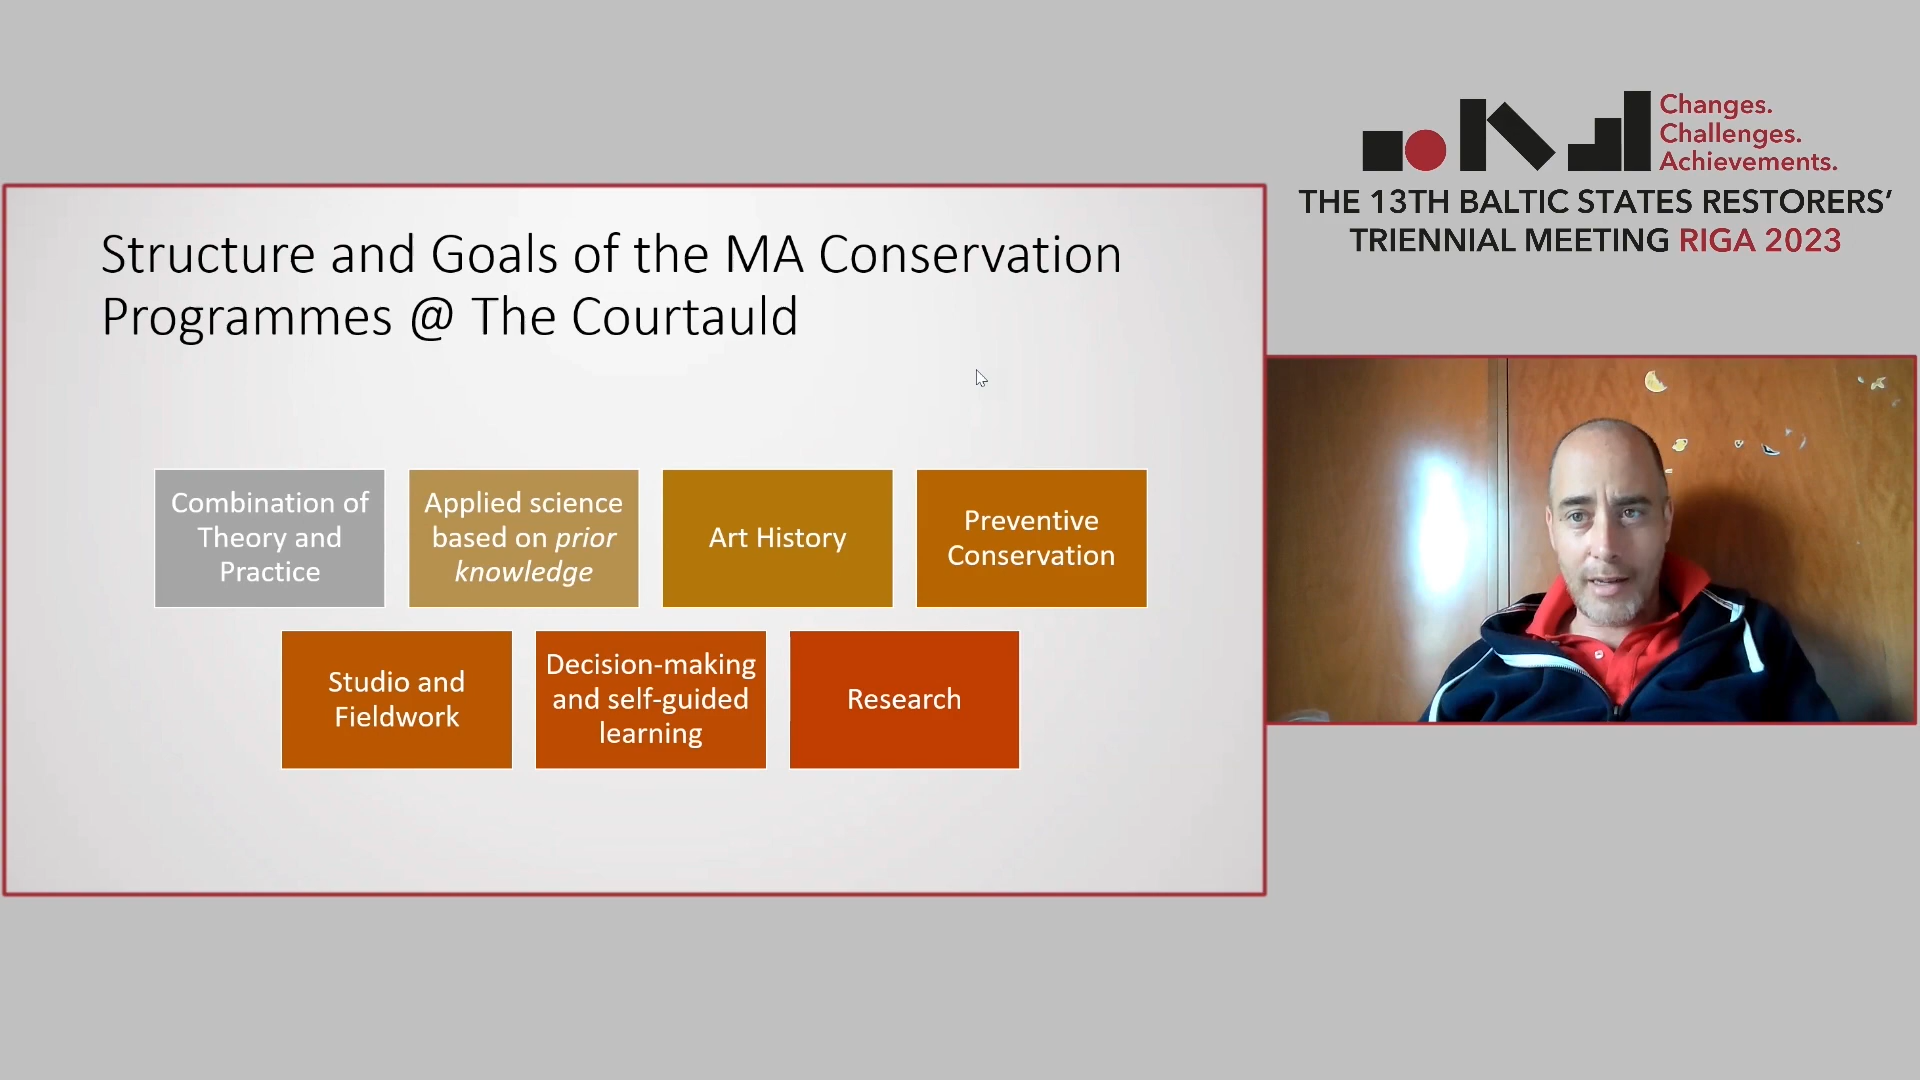 Changes.
Challenges.
Achievements.
THE 13TH BALTIC STATES RESTORERS’
TRIENNIAL MEETING RIGA 2023
Structure and Goals of the MA Conservation
Programmes @ The Courtauld
Combination of
Theory and
Practice
Applied science
based on prior
knowledge
Art History
Preventive
Conservation
Studio and
Fieldwork
Decision-making
and self-guided
learning
Research